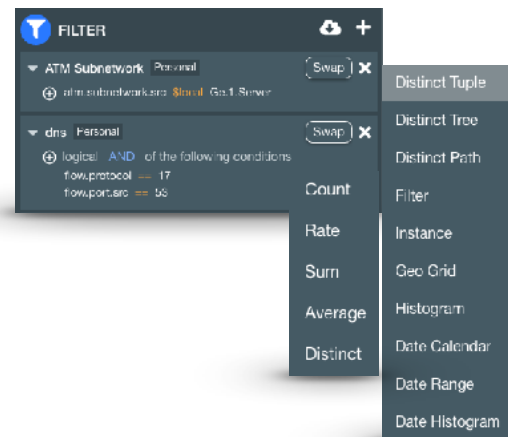 FILTER
ATM Subnetwork Personal Swap
atm.subnetwork.src $local Ge.1.Server
dns Personal Swap
logical AND of the following conditions
flow.protocol == 17
flow.port.src == 53
Count
Rate
Sum
Average
Distinct
Distinct Tuple
Distinct Tree
Distinct Path
Filter
Instance
Geo Grid
Histogram
Date Calendar
Date Range
Date Histogram